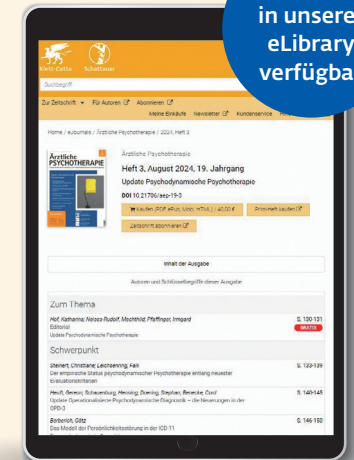 in unsere
eLibrary
verfügba
Klett-Cotta
Schattauer
Suchbegriff
Zur Zeitschrift Für Autoren Abonnieren
Meine Einkäufe Newsletter Kundenservice
Home / eJournals / Ärztliche Psychotherapie / 2024, Heft 3
Ärztliche
PSYCHOTHERAPIE
Ärztliche Psychotherapie
Heft 3, August 2024, 19. Jahrgang
Update Psychodynamische Psychotherapie
DOI 10.21706/aep-19-3
Kaufen (PDF, ePub, Mobi, HTML) / 40,00 € Printheft kaufen
Zeitschrift abonnieren
Inhalt der Ausgabe
Autoren und Schlüsselbegriffe dieser Ausgabe
Zum Thema
Hof, Katharina; Neises-Rudolf, Mechthild; Pfaffinger, Irmgard S. 130-131
Editorial GRATIS
Update Psychodynamische Psychotherapie
Schwerpunkt
Steinert, Christiane; Leichsenring, Falk S. 133-139
Der empirische Status psychodynamischer Psychotherapie entlang neuester
Evaluationskriterien
Heuft, Gereon; Schauenburg, Henning; Doering, Stephan; Benecke, Cord S. 140-145
Update Operationalisierte Psychodynamische Diagnostik – die Neuerungen in der
OPD-3
Berberich, Götz S. 146-150
Das Modell der Persönlichkeitsstörung in der ICD-11